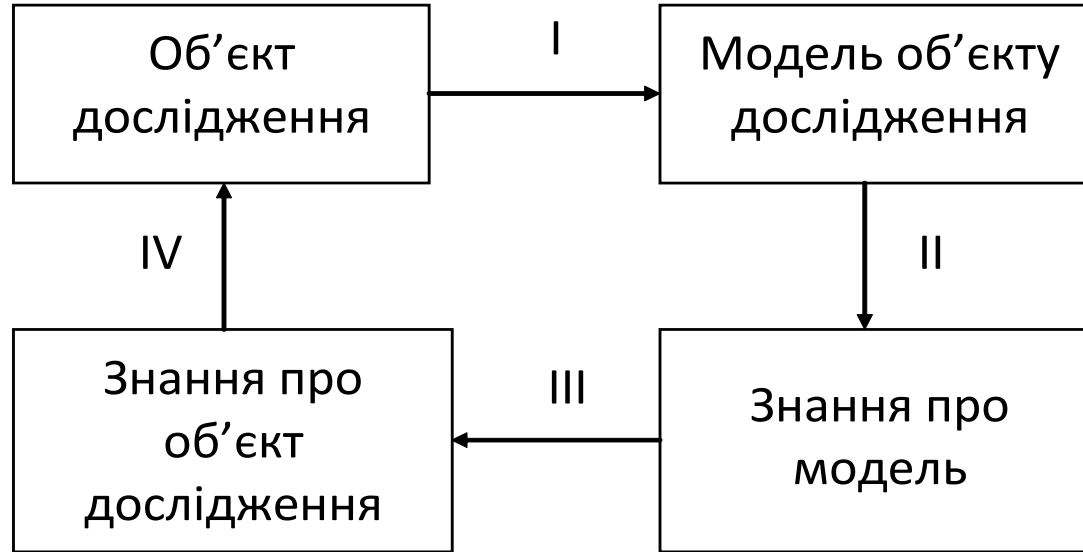 Об’єкт
дослідження
I
Модель об’єкту
дослідження
IV
II
Знання про
об’єкт
дослідження
III
Знання про
модель